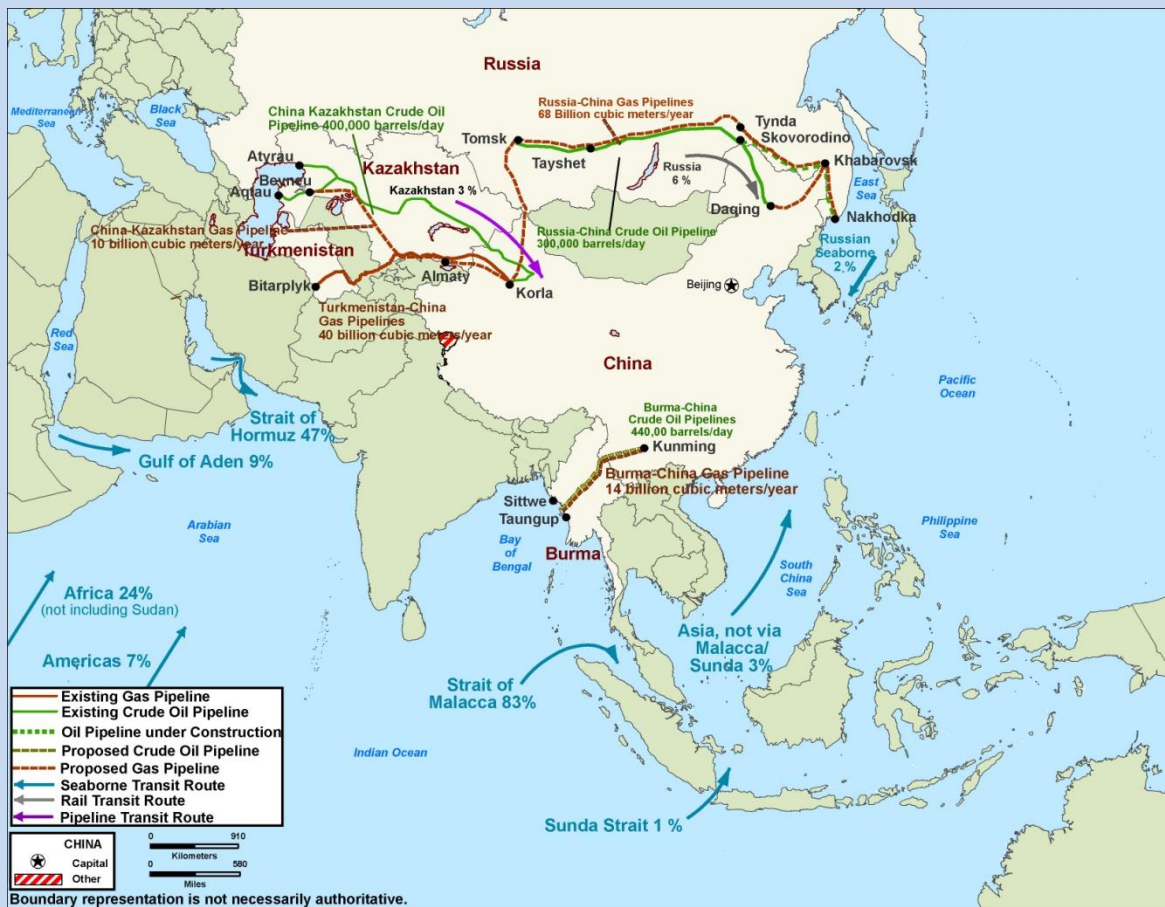 Russia
Mediterranean
Sea
Black
Sea
China Kazakhstan Crude Oil
Pipeline 400,000 barrels/day
Russia-China Gas Pipelines
68 Billion cubic meters/year
Tomsk
Tayshet
Tynda
Skovorodino
Khabarovsk
Atyrau
Beyneu
Aqtau
Kazakhstan
Kazakhstan 3 %
Russia
6 %
East
Sea
Daqing
Nakhodka
China-Kazakhstan Gas Pipeline
10 billion cubic meters/year
Turkmenistan
Russia-China Crude Oil Pipeline
300,000 barrels/day
Russian
Seaborne
2 %
Bitarplyk
Almaty
Korla
Beijing
Turkmenistan-China
Gas Pipelines
40 billion cubic meters/year
Red
Sea
China
Pacific
Ocean
Strait of
Hormuz 47%
Gulf of Aden 9%
Burma-China
Crude Oil Pipelines
440,00 barrels/day
Kunming
Burma-China Gas Pipeline
14 billion cubic meters/year
Sittwe
Taungup
Burma
Arabian
Sea
Bay
of
Bengal
Philippine
Sea
South
China
Sea
Africa 24%
(not including Sudan)
Americas 7%
Asia, not via
Malacca/
Sunda 3%
Strait of
Malacca 83%
Indian Ocean
Sunda Strait 1 %
Existing Gas Pipeline
Existing Crude Oil Pipeline
Oil Pipeline under Construction
Proposed Crude Oil Pipeline
Proposed Gas Pipeline
Seaborne Transit Route
Rail Transit Route
Pipeline Transit Route
CHINA
Capital
Other
0 910
Kilometers
0 580
Miles
Boundary representation is not necessarily authoritative.